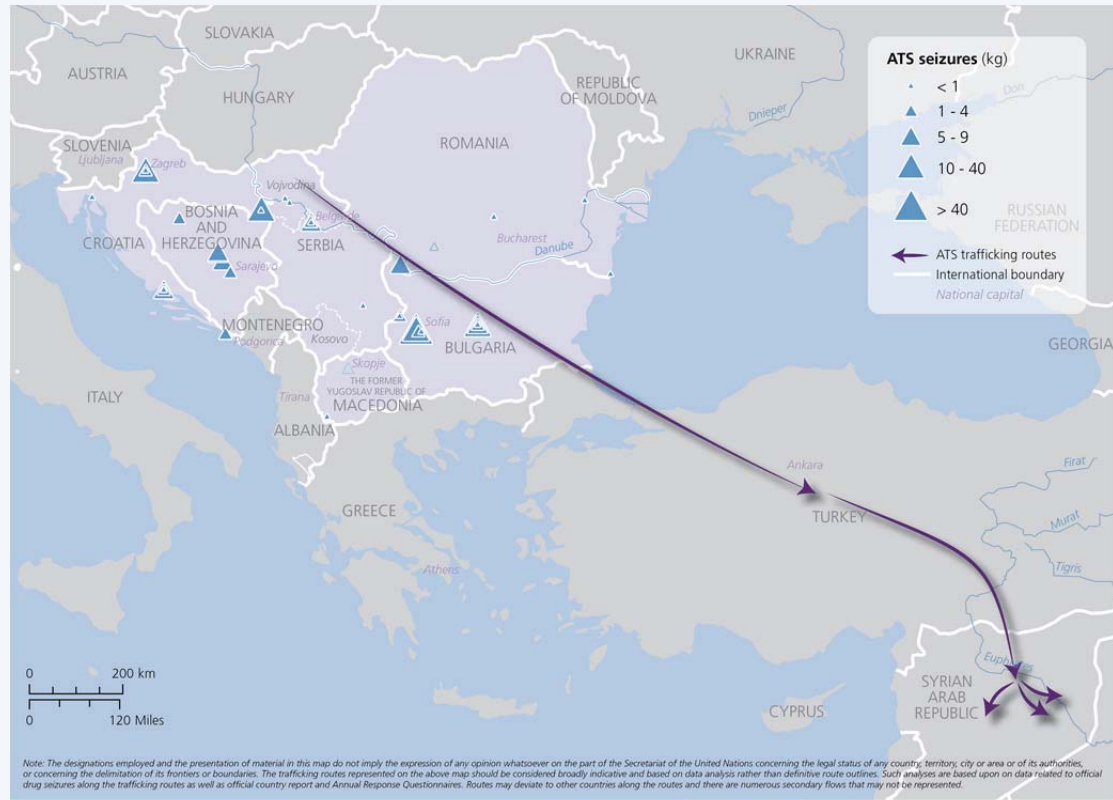 SLOVAKIA
UKRAINE
AUSTRIA
REPUBLIC
OF MOLDOVA
HUNGARY
Dnieper
Don
ATS seizures (kg)
< 1
1 - 4
5 - 9
10 - 40
> 40
ATS trafficking routes
International boundary
National capital
SLOVENIA
Ljubljana
Zagreb
ROMANIA
Vojvodina
BOSNIA
AND
HERZEGOVINA
CROATIA
Belgrade
SERBIA
Bucharest
Danube
RUSSIAN
FEDERATION
Sarajevo
MONTENEGRO
Podgorica
Kosovo
Sofia
BULGARIA
GEORGIA
Skopje
THE FORMER
YUGOSLAV REPUBLIC OF
MACEDONIA
ITALY
Tirana
ALBANIA
Ankara
TURKEY
Firat
Murat
Tigris
GREECE
Athens
Euphrates
SYRIAN
ARAB
REPUBLIC
CYPRUS
0 200 km
0 120 Miles
Note: The designations employed and the presentation of material in this map do not imply the expression of any opinion whatsoever on the part of the Secretariat of the United Nations concerning the legal status of any country, territory, city or area or of its authorities,
or concerning the delimitation of its frontiers or boundaries. The trafficking routes represented on the above map should be considered broadly indicative and based on data analysis rather than definitive route outlines. Such analyses are based upon on data related to official
drug seizures along the trafficking routes as well as official country report and Annual Response Questionnaires. Routes may deviate to other countries along the routes and there are numerous secondary flows that may not be represented.